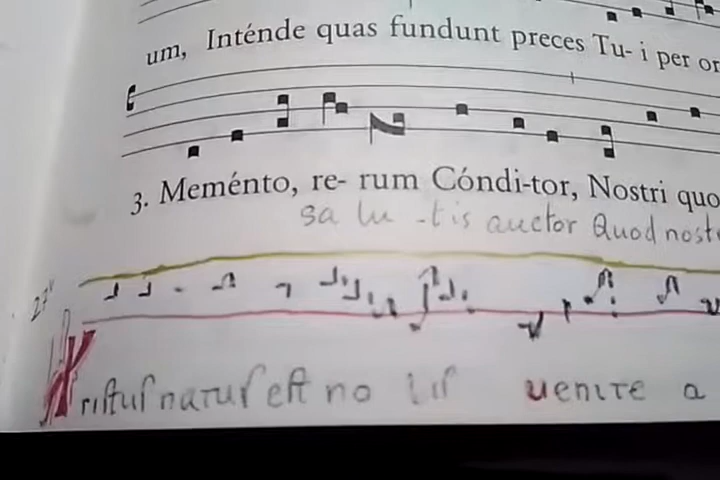 um, Inténde quas fundunt preces Tu- i per or
3. Meménto, re- rum Cóndi-tor, Nostri quo
sa lu -tis auctor Quod nost
Xpistus natus est no bis uenite a